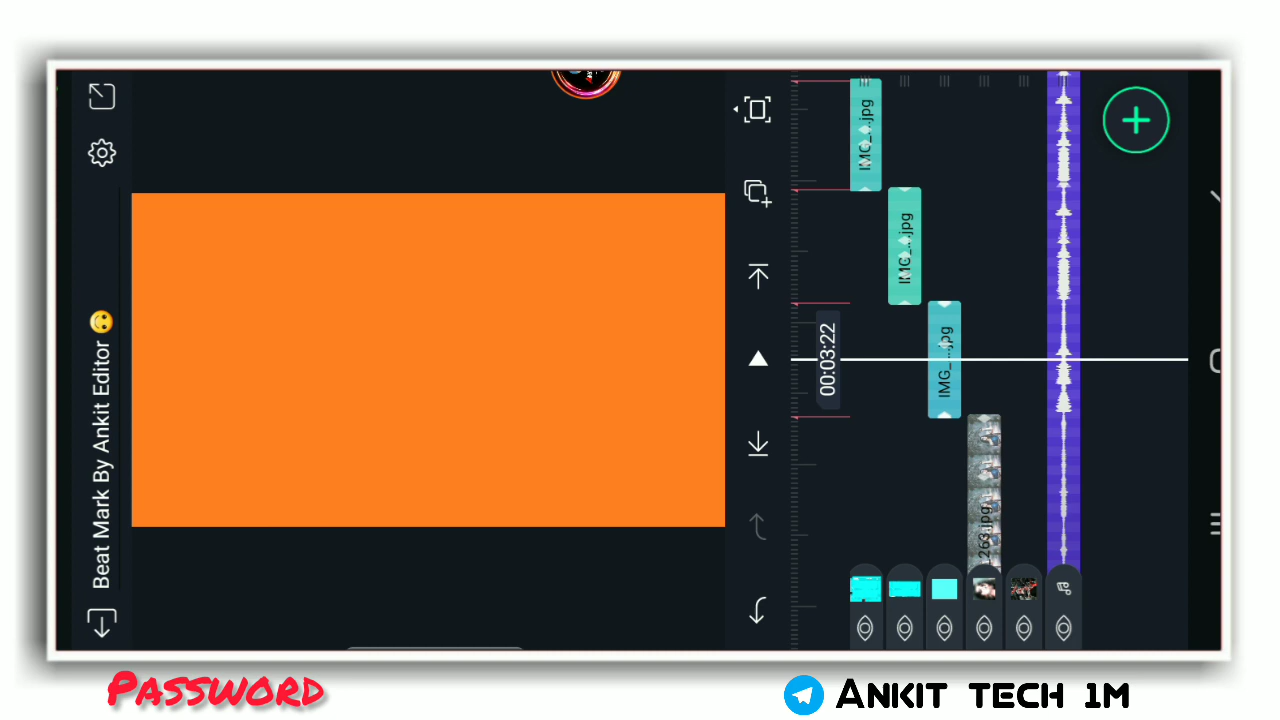 Beat Mark By Ankit Editor 🙂
00:03:22
IMG_...jpg
IMG_...jpg
IMG_...jpg
...263.jpg
Password
Ankit tech 1m